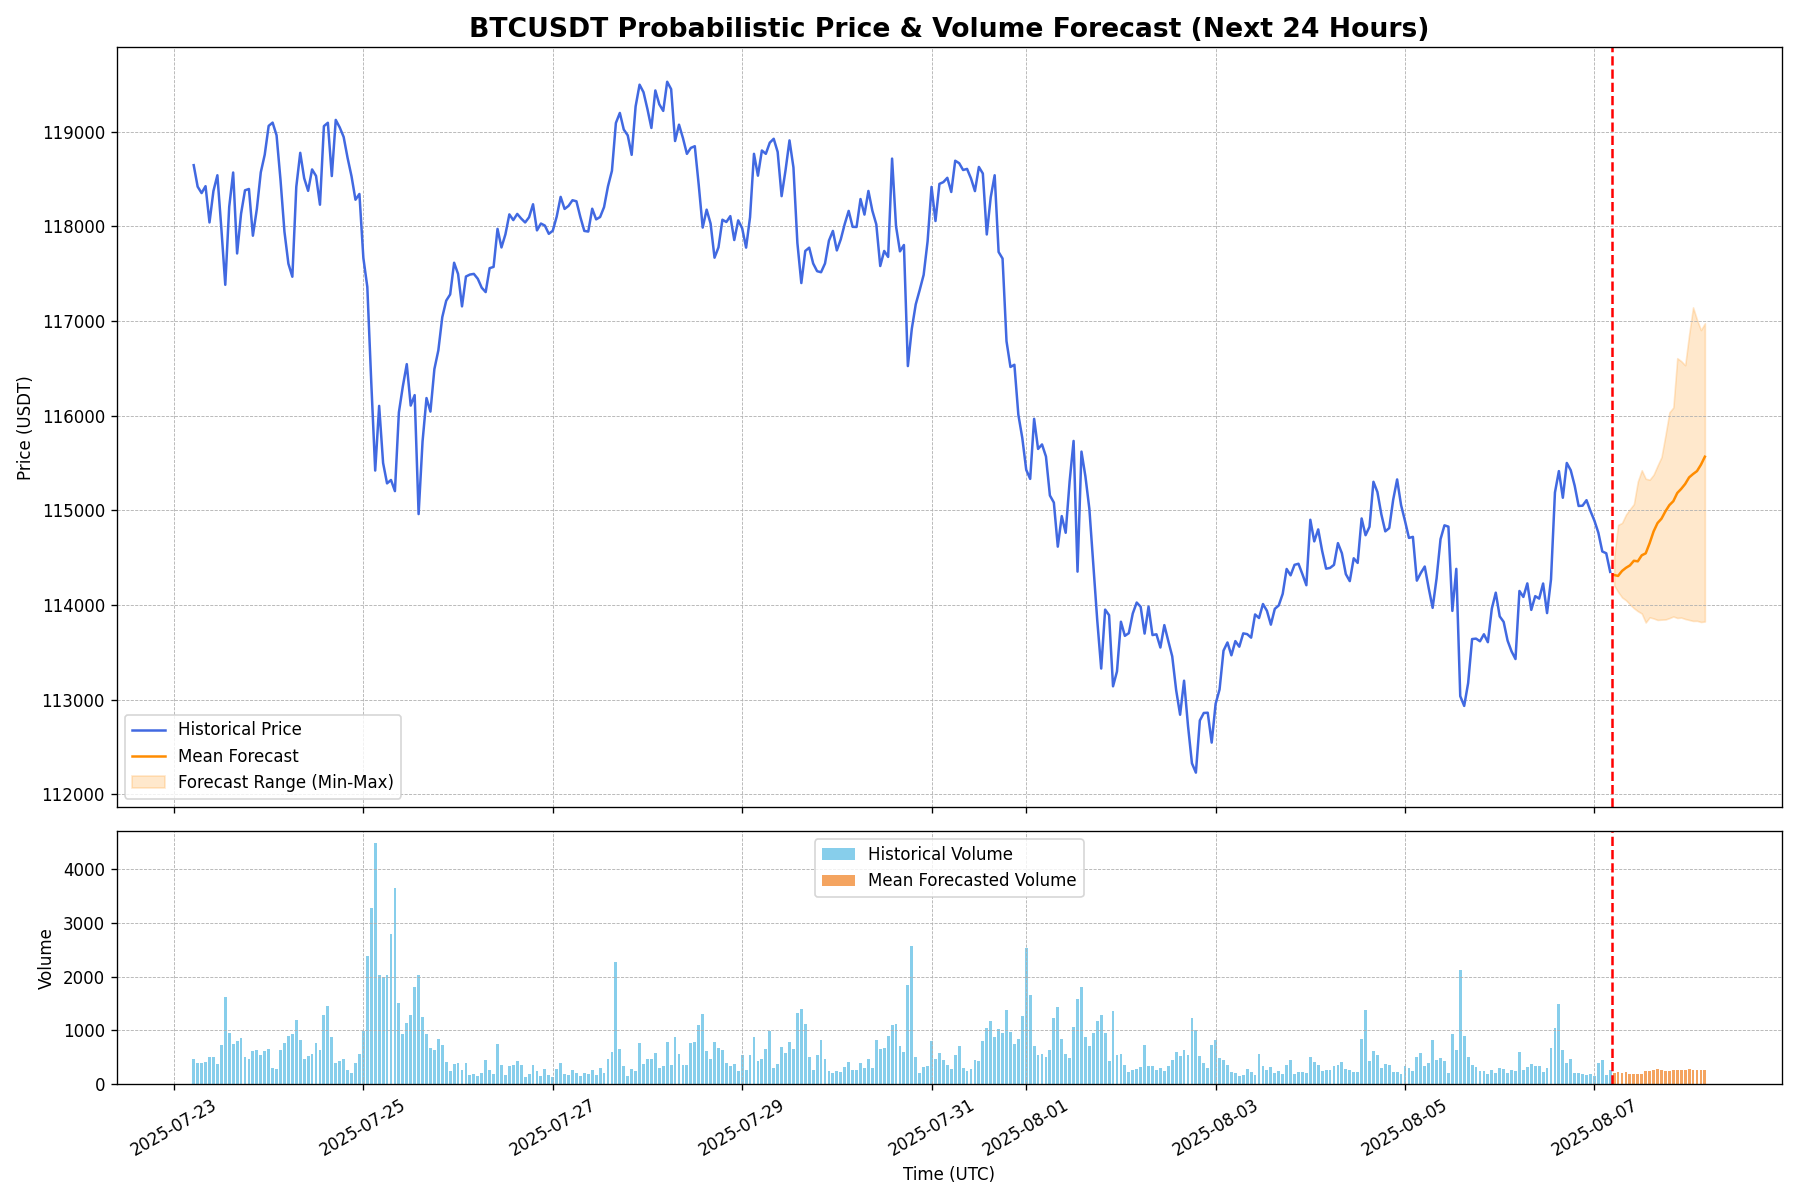 BTCUSDT Probabilistic Price & Volume Forecast (Next 24 Hours)
Price (USDT)
119000
118000
117000
116000
115000
114000
113000
112000
Historical Price
Mean Forecast
Forecast Range (Min-Max)
Volume
4000
3000
2000
1000
0
Historical Volume
Mean Forecasted Volume
2025-07-23
2025-07-25
2025-07-27
2025-07-29
2025-07-31
2025-08-01
2025-08-03
2025-08-05
2025-08-07
Time (UTC)